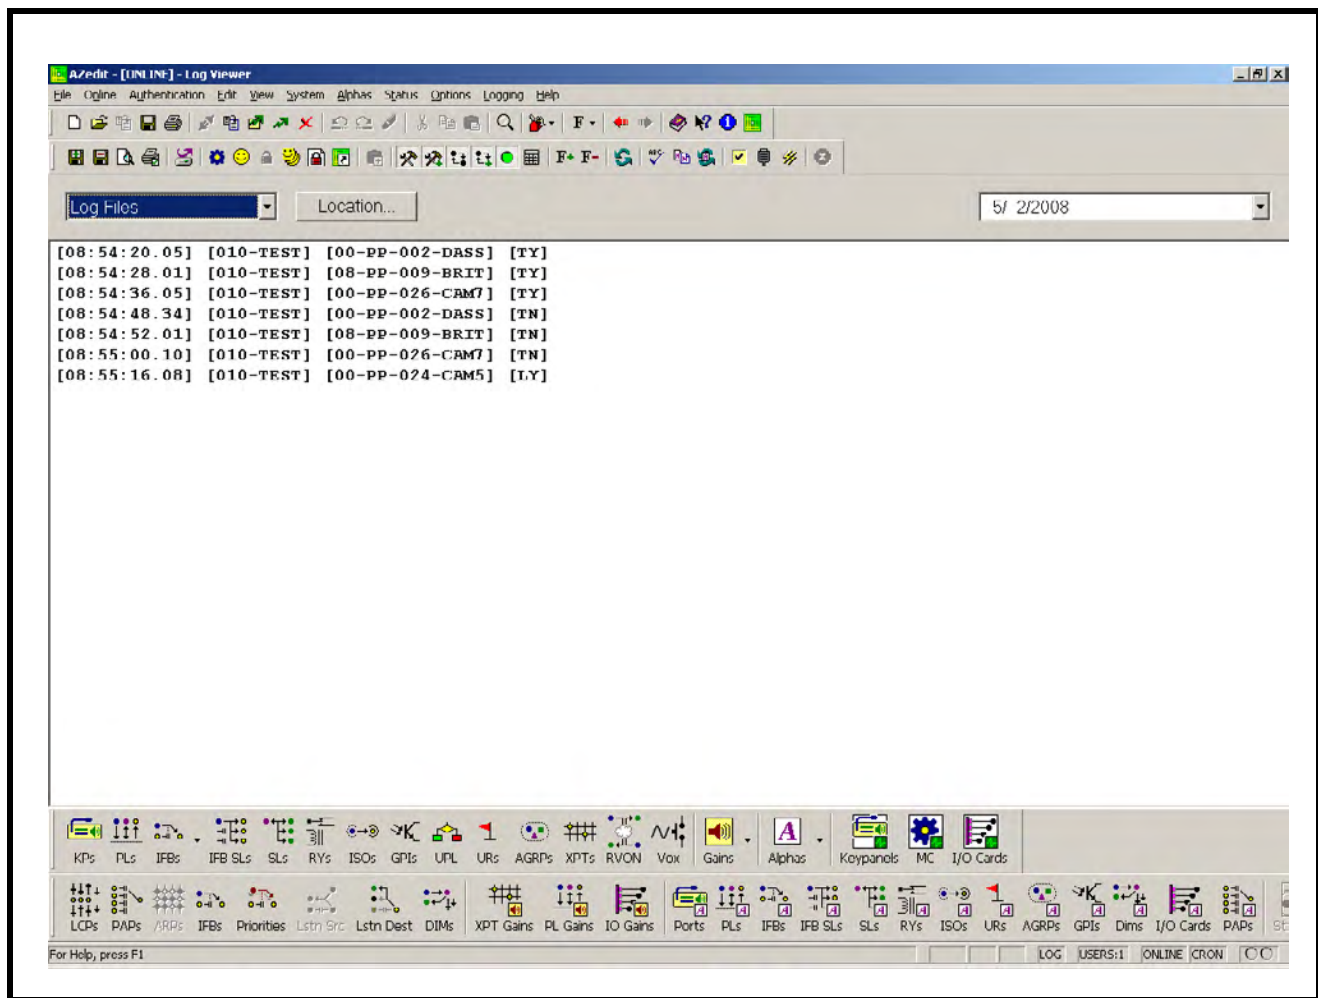 AZedit - [ONLINE] - Log Viewer
File Online Authentication Edit View System Alphas Status Options Logging Help
F
F+ F-
Log Files Location... 5/ 2/2008
[08:54:20.05] [010-TEST] [00-PP-002-DASS] [TY]
[08:54:28.01] [010-TEST] [08-PP-009-BRIT] [TY]
[08:54:36.05] [010-TEST] [00-PP-026-CAM7] [TY]
[08:54:48.34] [010-TEST] [00-PP-002-DASS] [TN]
[08:54:52.01] [010-TEST] [08-PP-009-BRIT] [TN]
[08:55:00.10] [010-TEST] [00-PP-026-CAM7] [TN]
[08:55:16.08] [010-TEST] [00-PP-024-CAM5] [LY]
KPs PLs IFBs IFB SLs SLs RYs ISOs GPIs UPL URs AGRPs XPTs RVON Vox Gains Alphas Keypanels MC I/O Cards
LCPs PAPs ARPs IFBs Priorities Lstn Src Lstn Dest DIMs XPT Gains PL Gains IO Gains Ports PLs IFBs IFB SLs SLs RYs ISOs URs AGRPs GPIs Dims I/O Cards PAPs
For Help, press F1 LOG USERS:1 ONLINE CRON